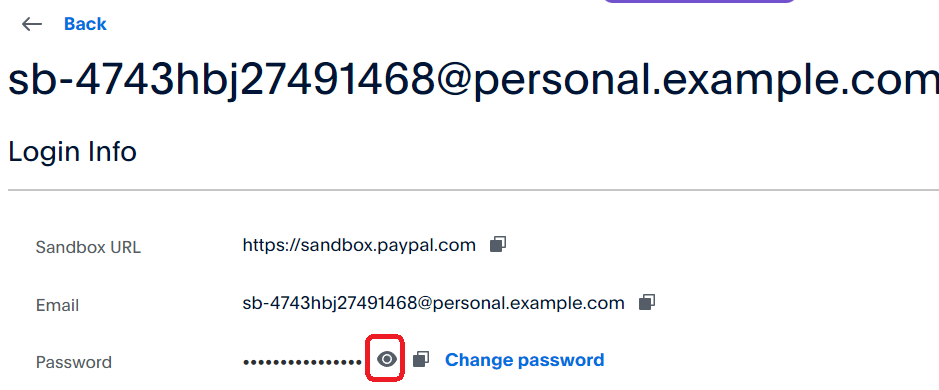 Back
sb-4743hbj27491468@personal.example.com
Login Info
Sandbox URL https://sandbox.paypal.com
Email sb-4743hbj27491468@personal.example.com
Password •••••••••••••••• Change password